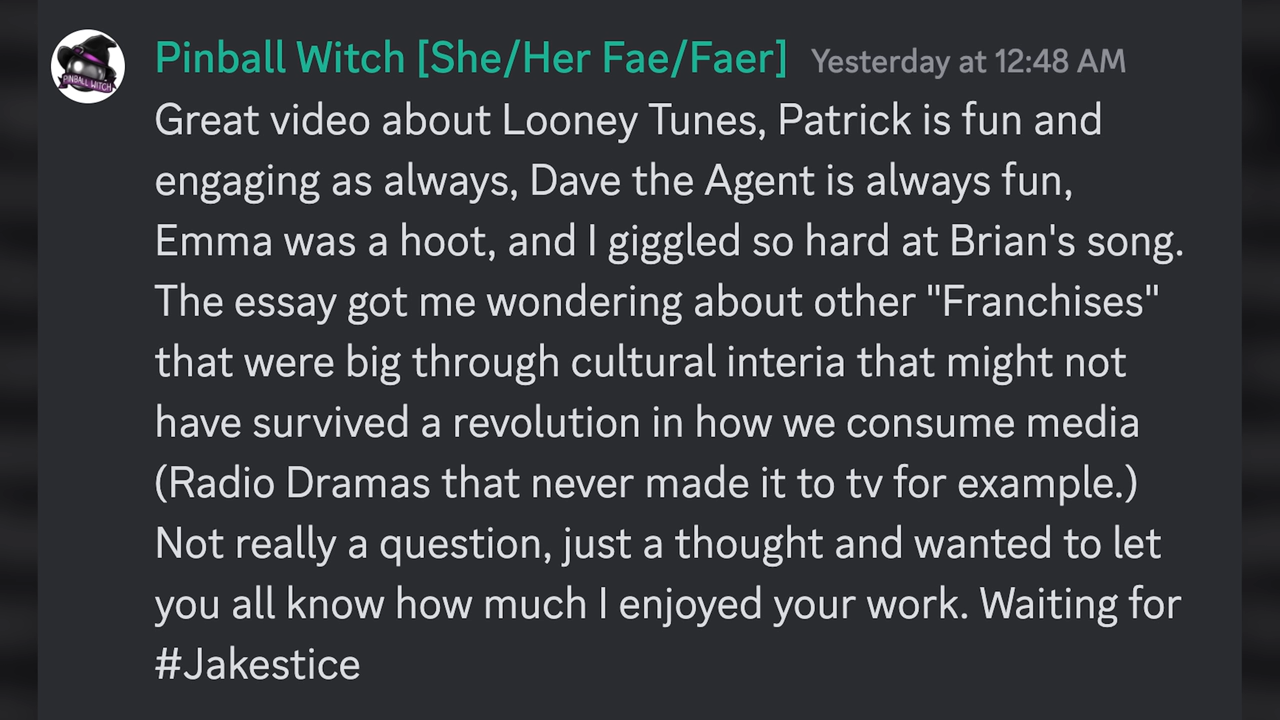 Pinball Witch [She/Her Fae/Faer] Yesterday at 12:48 AM
Great video about Looney Tunes, Patrick is fun and
engaging as always, Dave the Agent is always fun,
Emma was a hoot, and I giggled so hard at Brian's song.
The essay got me wondering about other "Franchises"
that were big through cultural interia that might not
have survived a revolution in how we consume media
(Radio Dramas that never made it to tv for example.)
Not really a question, just a thought and wanted to let
you all know how much I enjoyed your work. Waiting for
#Jakestice
PINBALL WITCH